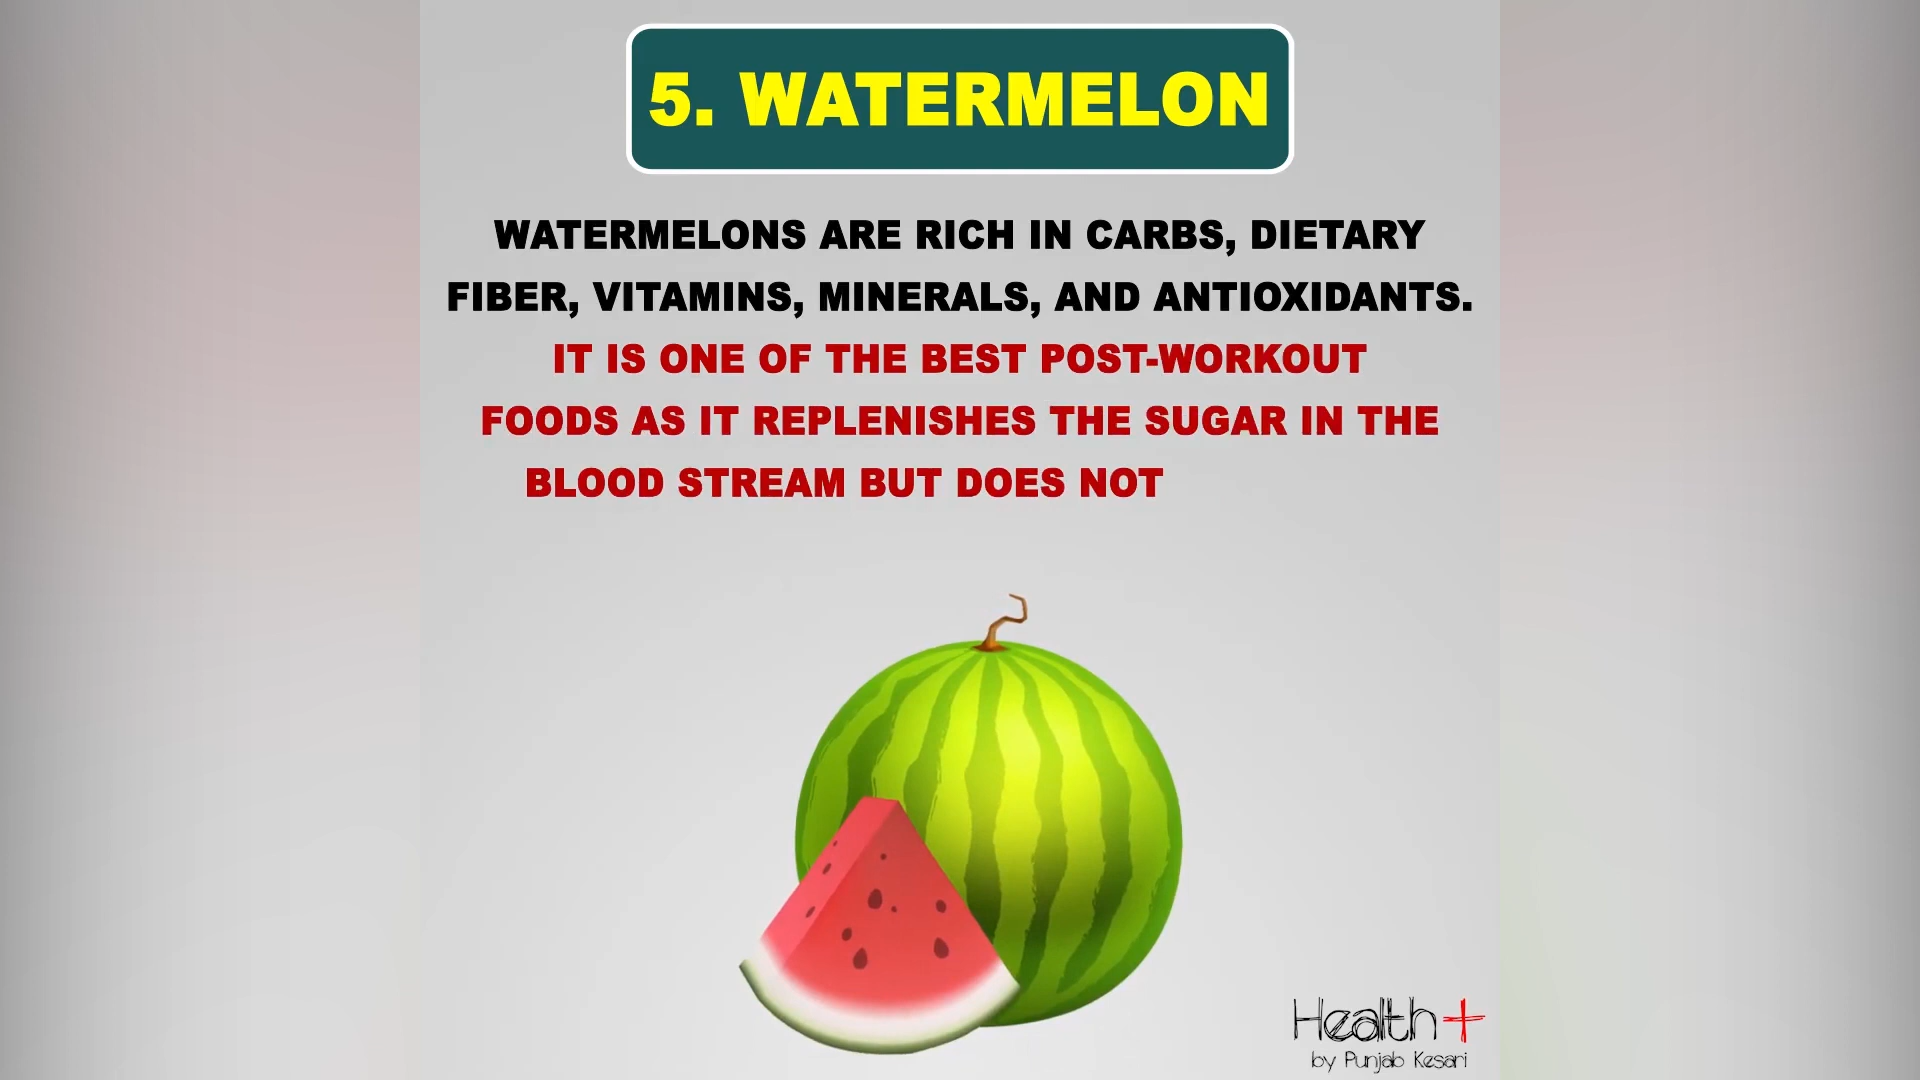 5. WATERMELON
WATERMELONS ARE RICH IN CARBS, DIETARY
FIBER, VITAMINS, MINERALS, AND ANTIOXIDANTS.
IT IS ONE OF THE BEST POST-WORKOUT
FOODS AS IT REPLENISHES THE SUGAR IN THE
BLOOD STREAM BUT DOES NOT
Health+
by Punjab Kesari